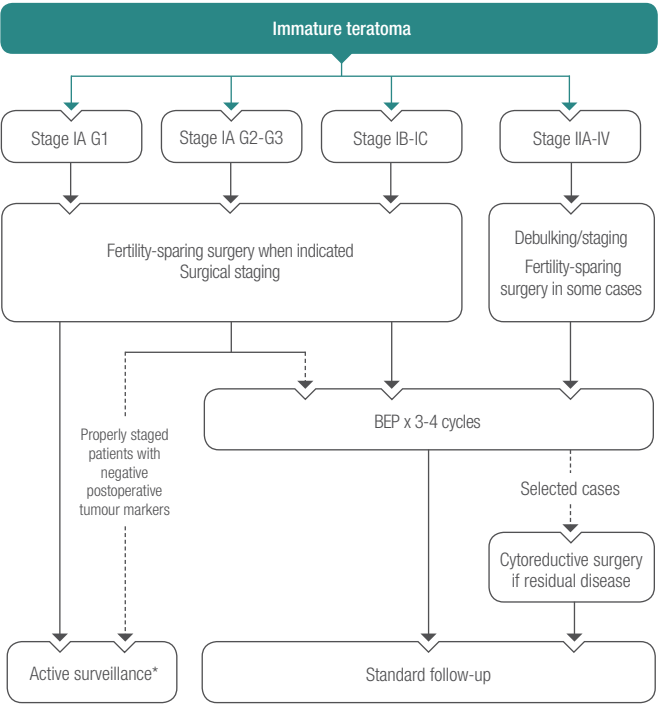 Immature teratoma
Stage IA G1
Stage IA G2-G3
Stage IB-IC
Stage IIA-IV
Fertility-sparing surgery when indicated
Surgical staging
Debulking/staging
Fertility-sparing
surgery in some cases
BEP x 3-4 cycles
Properly staged
patients with
negative
postoperative
tumour markers
Selected cases
Cytoreductive surgery
if residual disease
Active surveillance*
Standard follow-up